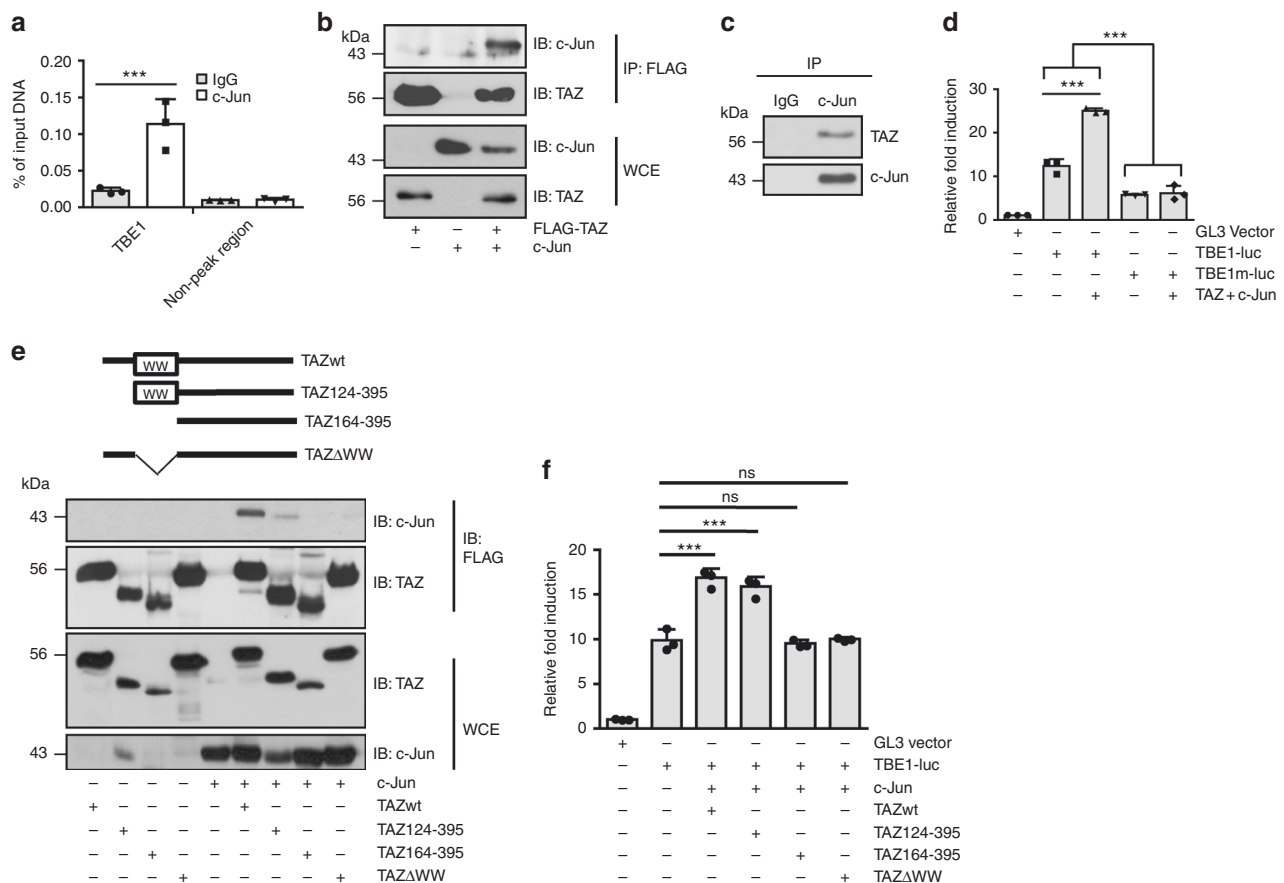 a
% of input DNA
0.20
0.15
0.10
0.05
0.00
***
IgG
c-Jun
TBE1
Non-peak region
b
kDa
43
IB: c-Jun
56
IB: TAZ
IP: FLAG
43
IB: c-Jun
56
IB: TAZ
WCE
+ – + FLAG-TAZ
– + + c-Jun
c
IP
IgG c-Jun
kDa
56
TAZ
43
c-Jun
d
Relative fold induction
30
20
10
0
***
***
+ – – – – GL3 Vector
– + + – – TBE1-luc
– – – + + TBE1m-luc
– – + – + TAZ + c-Jun
e
WW TAZwt
WW TAZ124-395
TAZ164-395
TAZΔWW
kDa
43
IB: c-Jun
56
IB: TAZ
IB:
FLAG
56
IB: TAZ
43
IB: c-Jun
WCE
– – – – + + + + + c-Jun
+ – – – – + – – – TAZwt
– + – – – – + – – TAZ124-395
– – + – – – – + – TAZ164-395
– – – + – – – – + TAZΔWW
f
Relative fold induction
20
15
10
5
0
ns
ns
***
***
+ – – – – – GL3 vector
– + + + + + TBE1-luc
– – + + + + c-Jun
– – + – – – TAZwt
– – – + – – TAZ124-395
– – – – + – TAZ164-395
– – – – – + TAZΔWW